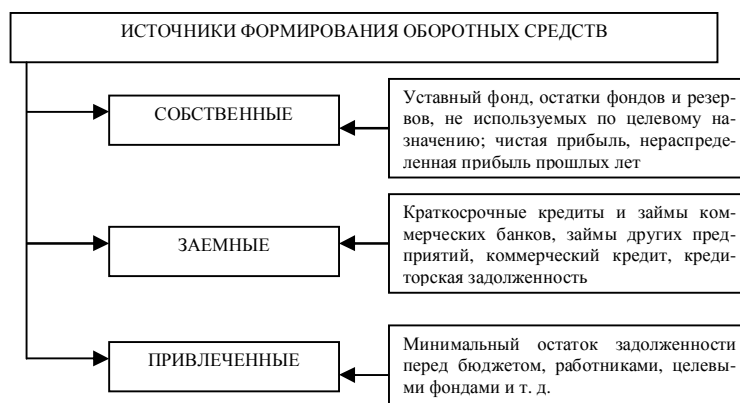 ИСТОЧНИКИ ФОРМИРОВАНИЯ ОБОРОТНЫХ СРЕДСТВ
СОБСТВЕННЫЕ
Уставный фонд, остатки фондов и резер-
вов, не используемых по целевому на-
значению; чистая прибыль, нераспреде-
ленная прибыль прошлых лет
ЗАЕМНЫЕ
Краткосрочные кредиты и займы ком-
мерческих банков, займы других пред-
приятий, коммерческий кредит, креди-
торская задолженность
ПРИВЛЕЧЕННЫЕ
Минимальный остаток задолженности
перед бюджетом, работниками, целевы-
ми фондами и т. д.